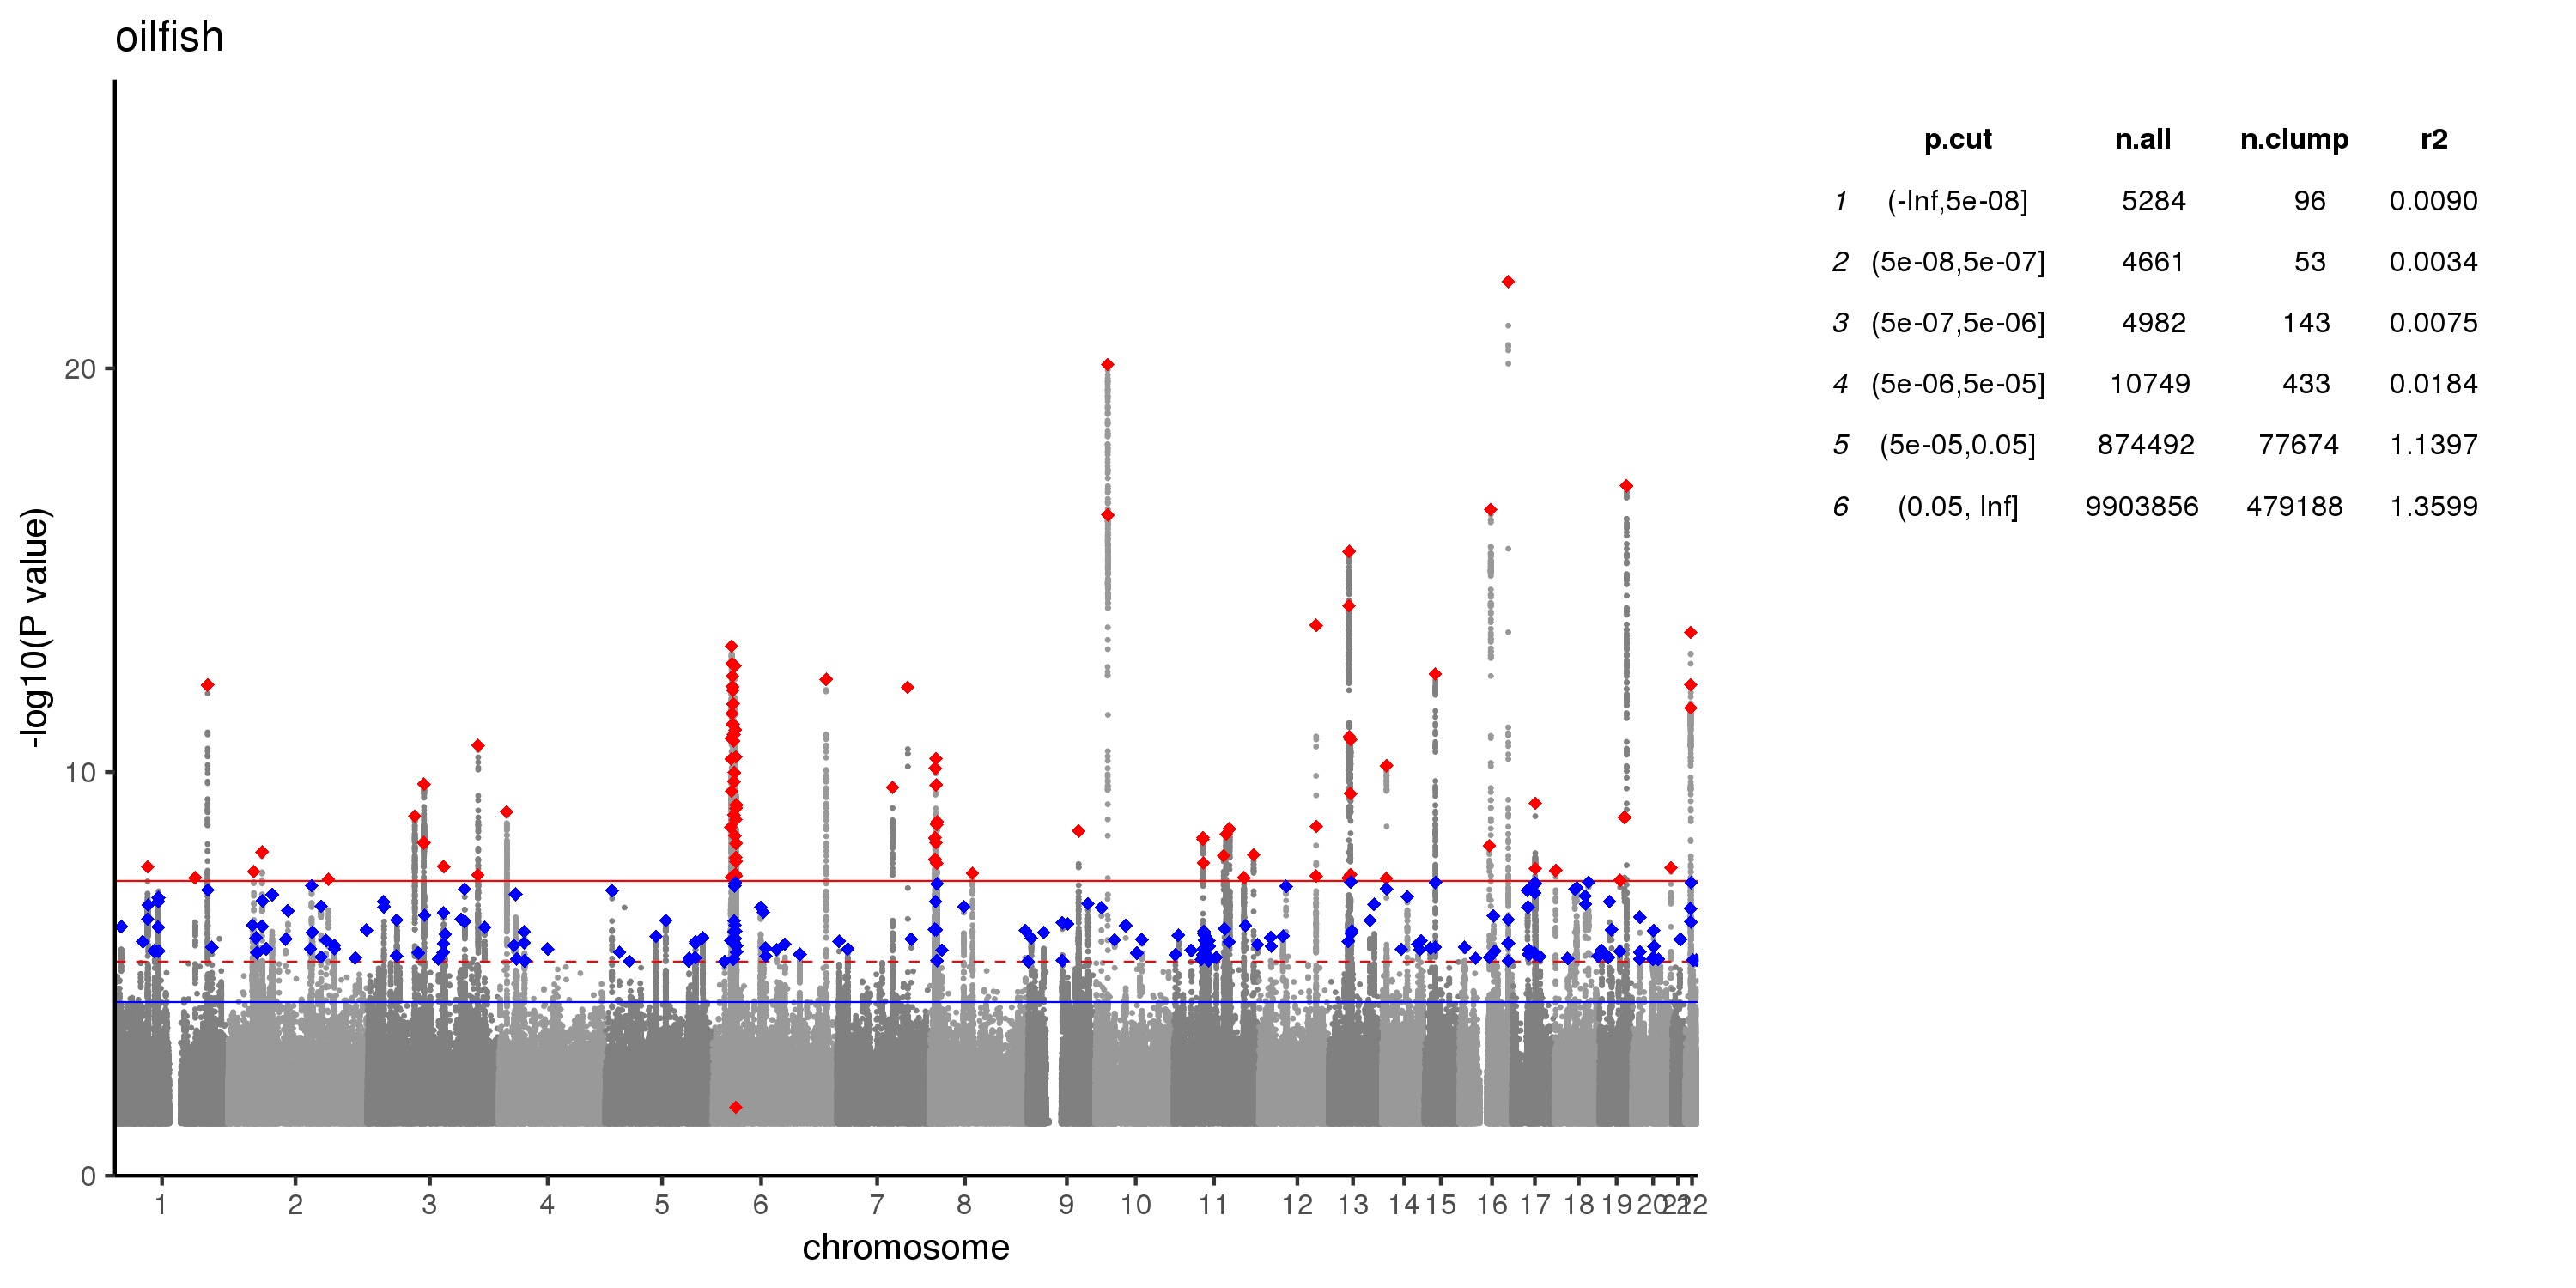 oilfish
-log10(P value)
20
10
0
1 2 3 4 5 6 7 8 9 10 11 12 13 14 15 16 17 18 19 20 21 22
chromosome
p.cut n.all n.clump r2
1 (-Inf,5e-08] 5284 96 0.0090
2 (5e-08,5e-07] 4661 53 0.0034
3 (5e-07,5e-06] 4982 143 0.0075
4 (5e-06,5e-05] 10749 433 0.0184
5 (5e-05,0.05] 874492 77674 1.1397
6 (0.05, Inf] 9903856 479188 1.3599